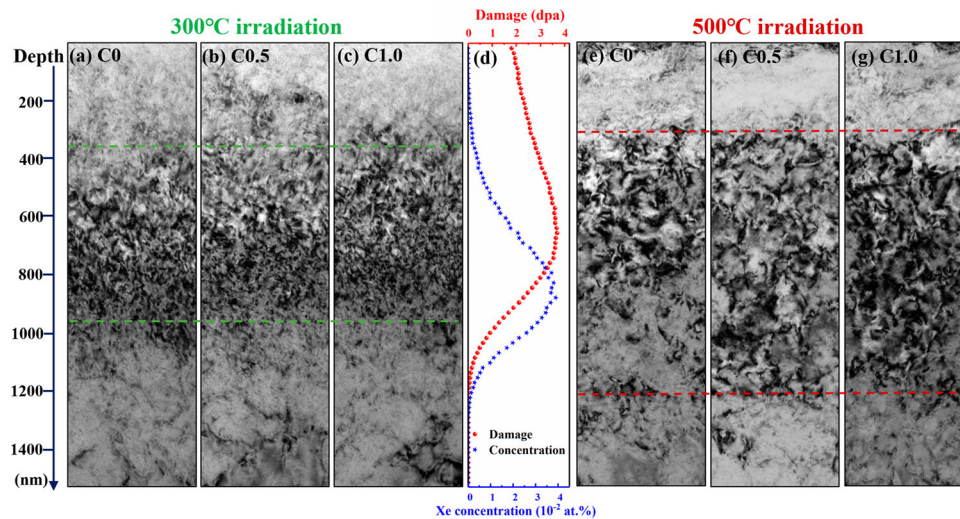 300℃ irradiation
Damage (dpa)
0 1 2 3 4
500℃ irradiation
Depth
(a) C0
(b) C0.5
(c) C1.0
(d)
(e) C0
(f) C0.5
(g) C1.0
200
400
600
800
1000
1200
1400
(nm)
Damage
Concentration
0 1 2 3 4
Xe concentration (10⁻² at.%)